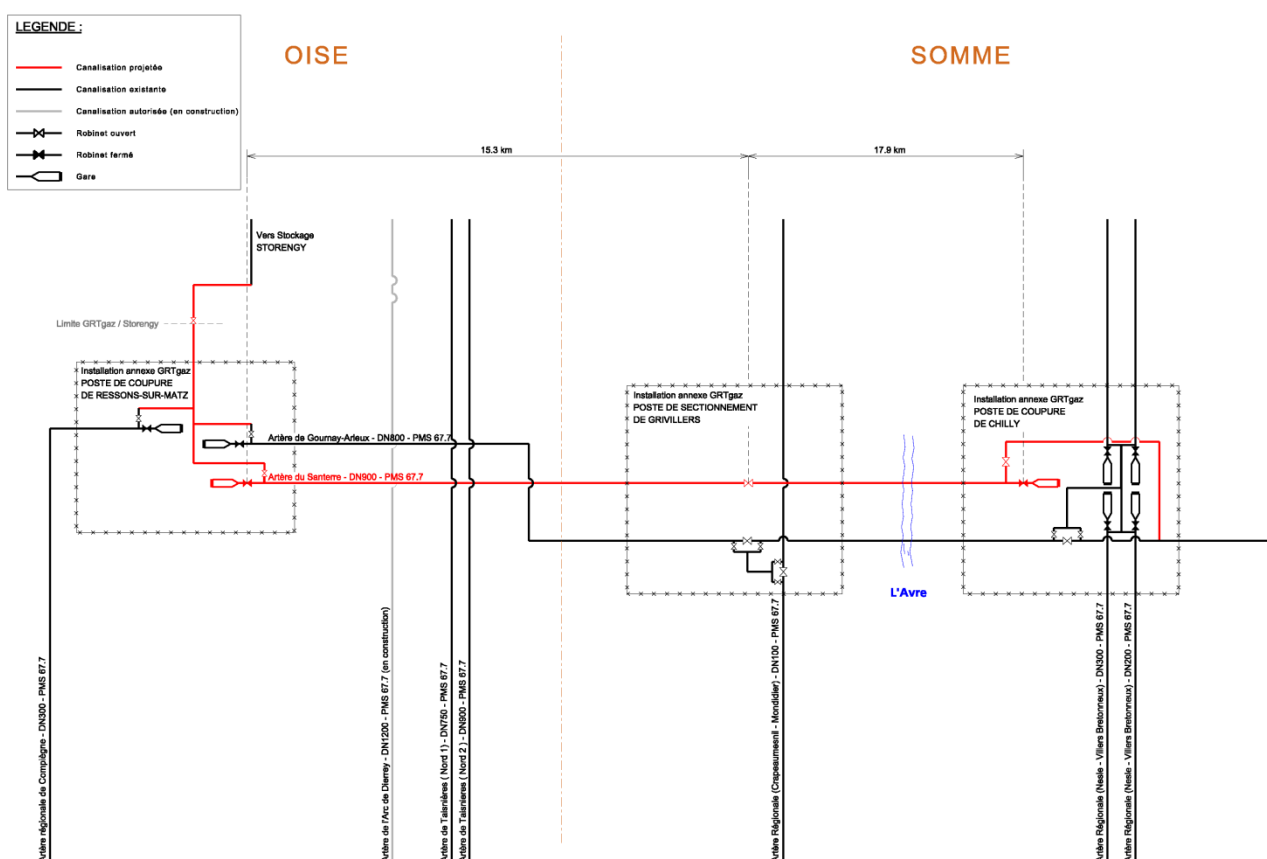 LEGENDE :
Canalisation projetée
Canalisation existante
Canalisation autorisée (en construction)
Robinet ouvert
Robinet fermé
Gare
OISE
SOMME
15.3 km
17.9 km
Vers Stockage
STORENGY
Limite GRTgaz / Storengy
Installation annexe GRTgaz
POSTE DE COUPURE
DE RESSONS-SUR-MATZ
Artère de Gournay-Arleux - DN800 - PMS 67.7
Artère du Santerre - DN900 - PMS 67.7
Installation annexe GRTgaz
POSTE DE SECTIONNEMENT
DE GRIVILLERS
Installation annexe GRTgaz
POSTE DE COUPURE
DE CHILLY
L'Avre
Artère régionale de Compiègne - DN300 - PMS 67.7
Artère de l'Arc de Dierrey - DN1200 - PMS 67.7 (en construction)
Artère de Taisnières ( Nord 1) - DN750 - PMS 67.7
Artère de Taisnieres ( Nord 2 ) - DN900 - PMS 67.7
Artère Régionale (Crapeaumesnil - Mondidier) - DN100 - PMS 67.7
Artère Régionale (Nesle - Villers Bretonneux) - DN300 - PMS 67.7
Artère Régionale (Nesle - Villers Bretonneux) - DN200 - PMS 67.7